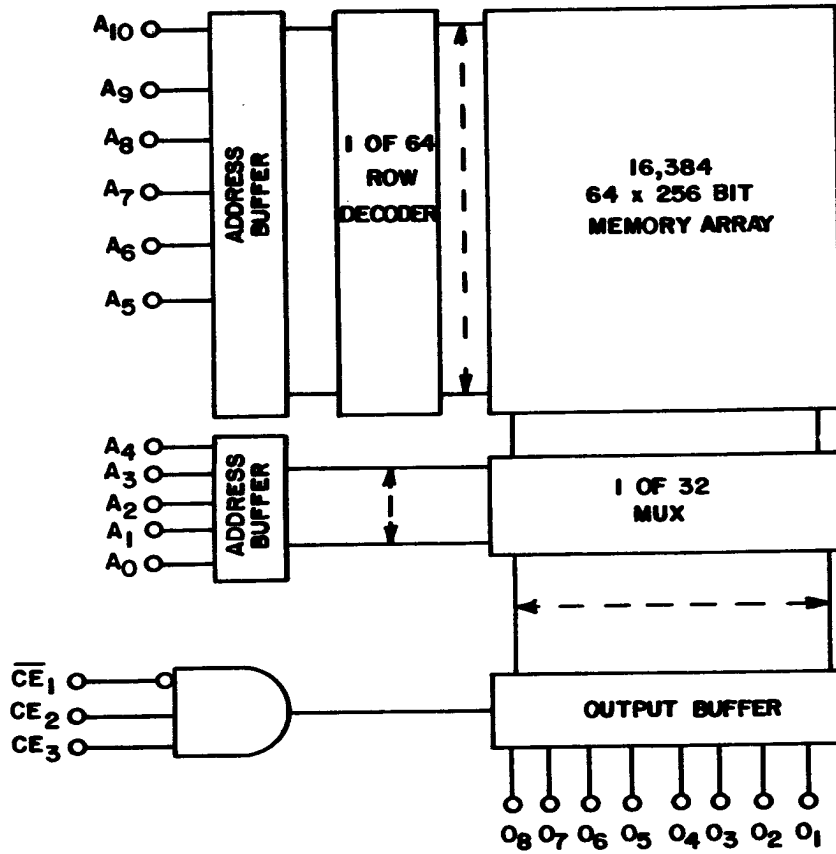 A10
A9
A8
A7
A6
A5
ADDRESS
BUFFER
1 OF 64
ROW
DECODER
16,384
64 x 256 BIT
MEMORY ARRAY
A4
A3
A2
A1
A0
ADDRESS
BUFFER
1 OF 32
MUX
C̅E̅1
CE2
CE3
OUTPUT BUFFER
O8 O7 O6 O5 O4 O3 O2 O1